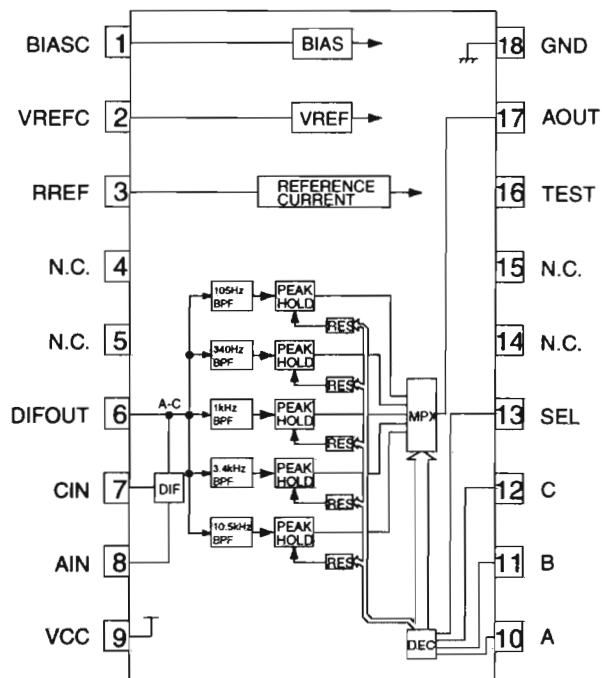 BIASC 1 BIAS 18 GND
VREFC 2 VREF 17 AOUT
RREF 3 REFERENCE CURRENT 16 TEST
N.C. 4 15 N.C.
105Hz BPF PEAK HOLD
RES
N.C. 5 14 N.C.
340Hz BPF PEAK HOLD
RES
DIFOUT 6 A-C 1kHz BPF PEAK HOLD MPX 13 SEL
RES
CIN 7 DIF 3.4kHz BPF PEAK HOLD 12 C
RES
AIN 8 10.5kHz BPF PEAK HOLD 11 B
RES
VCC 9 DEC 10 A